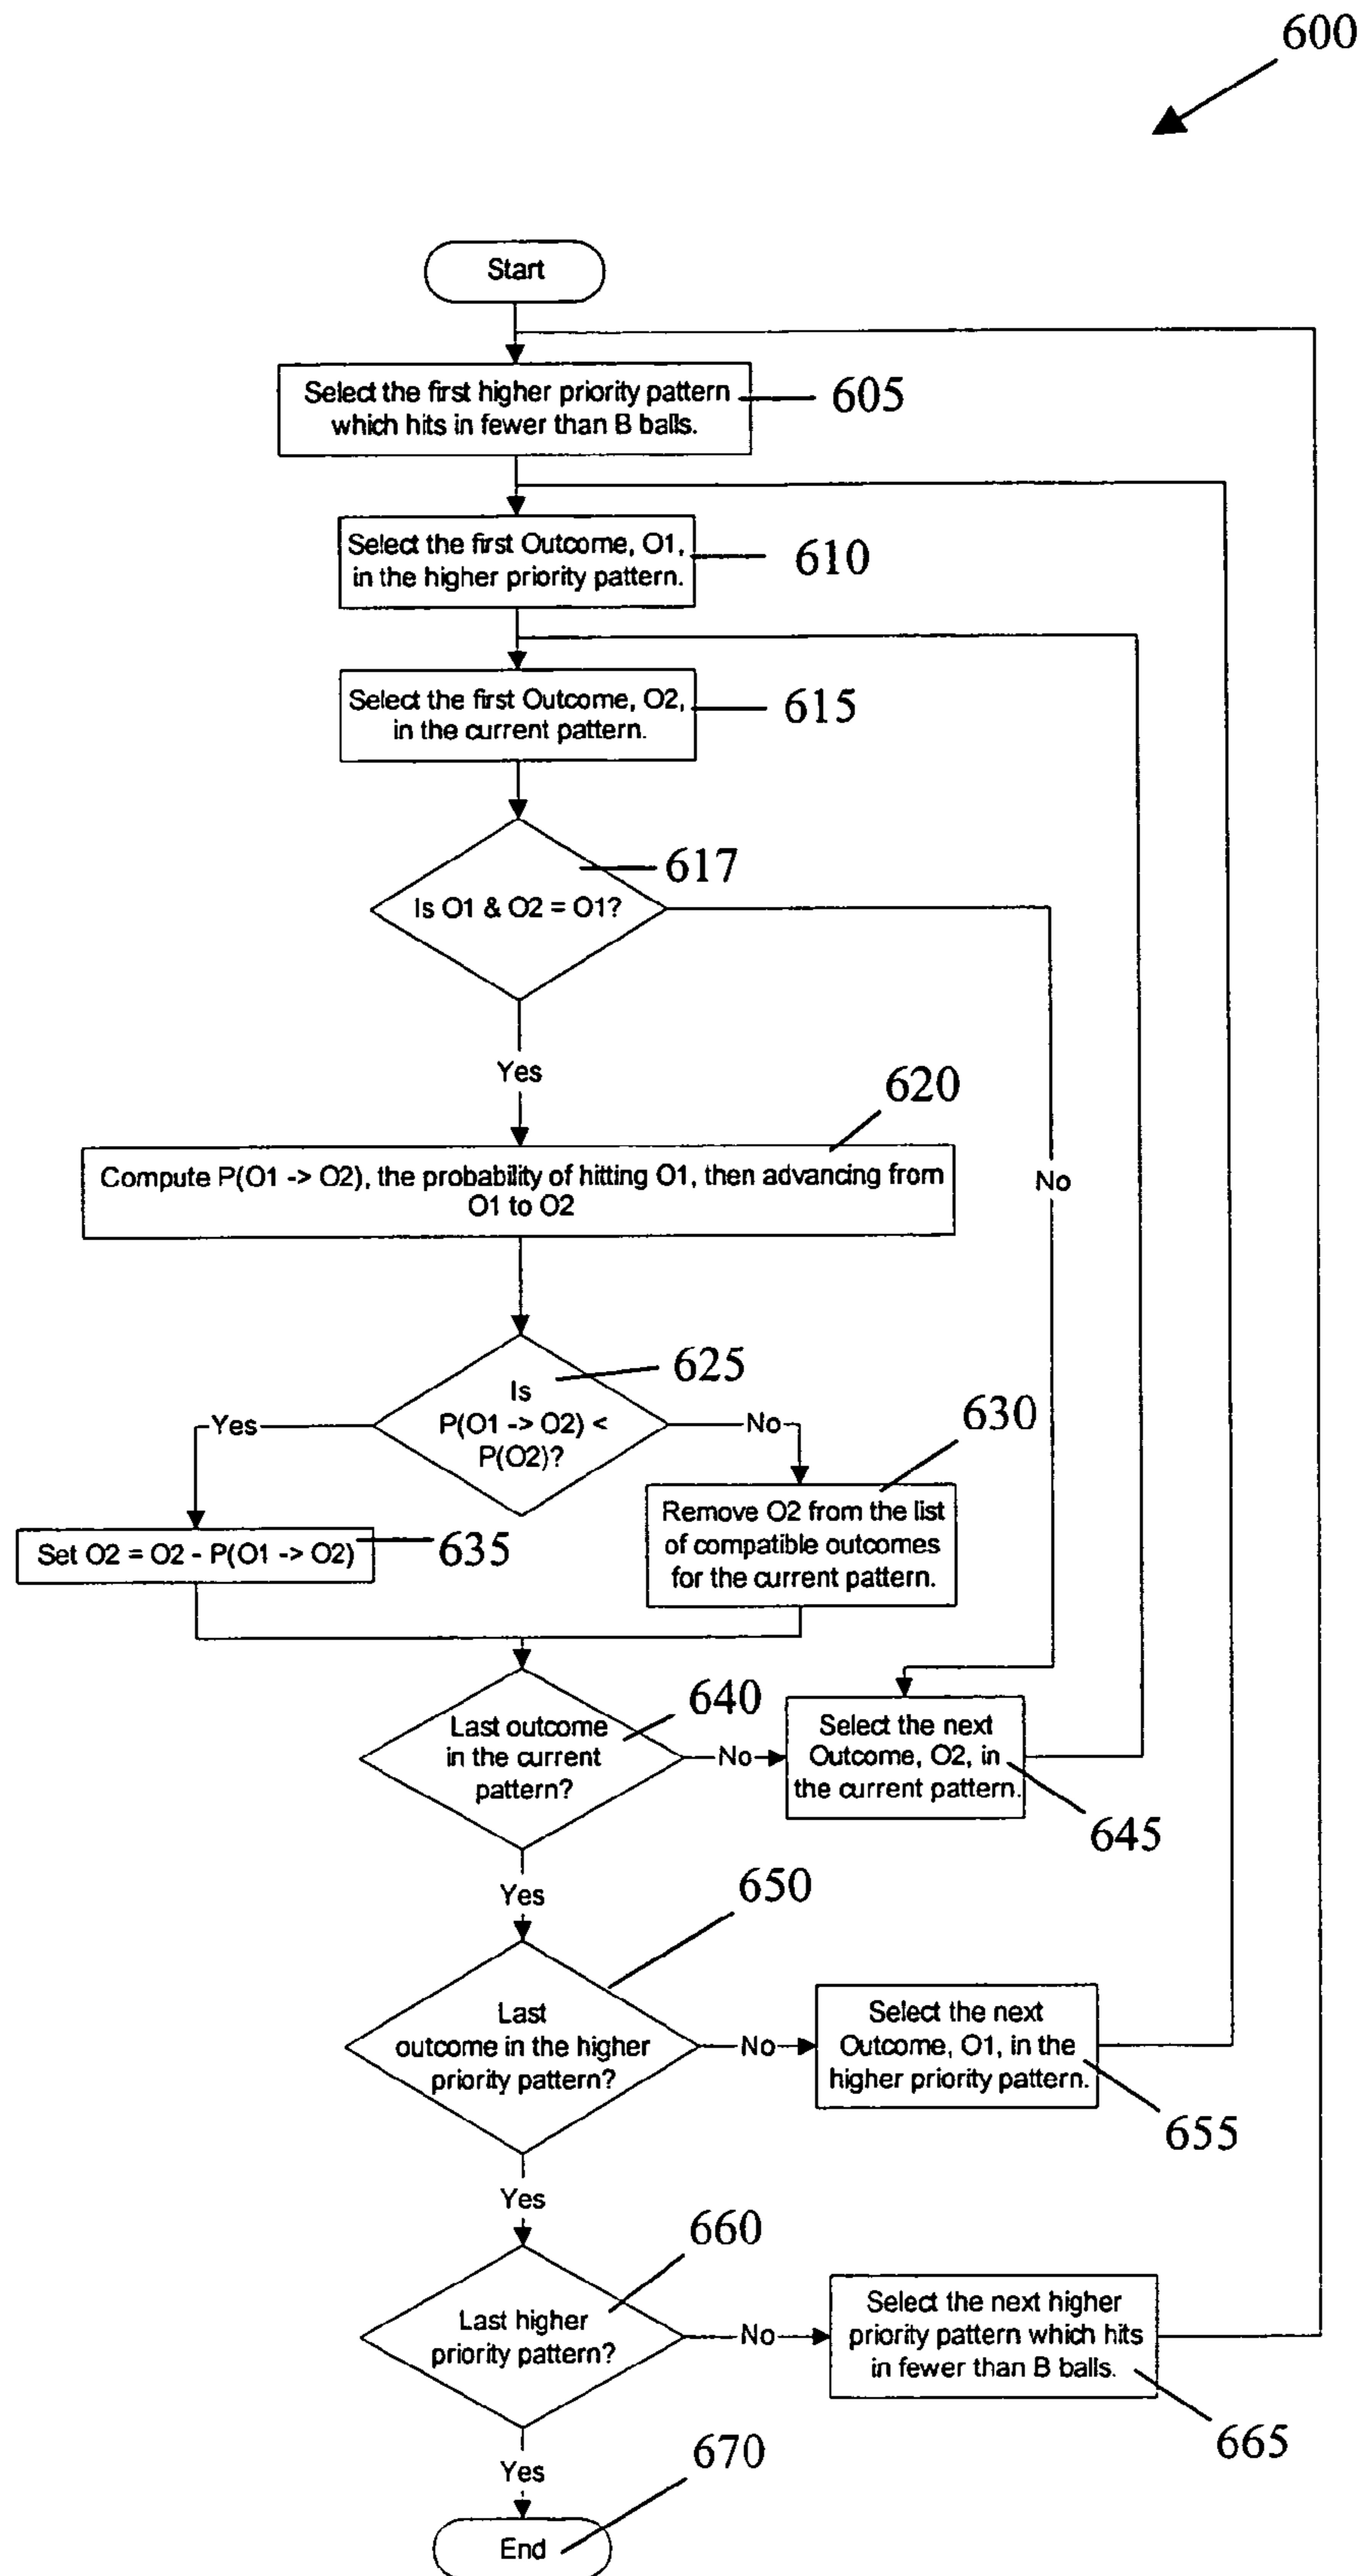 600
Start
Select the first higher priority pattern
which hits in fewer than B balls.
605
Select the first Outcome, O1,
in the higher priority pattern.
610
Select the first Outcome, O2,
in the current pattern.
615
617
Is O1 & O2 = O1?
Yes
No
620
Compute P(O1 -> O2), the probability of hitting O1, then advancing from
O1 to O2
625
Is
P(O1 -> O2) <
P(O2)?
Yes
No
630
Remove O2 from the list
of compatible outcomes
for the current pattern.
Set O2 = O2 - P(O1 -> O2)
635
640
Last outcome
in the current
pattern?
No
Select the next
Outcome, O2, in
the current pattern.
645
Yes
650
Last
outcome in the higher
priority pattern?
No
Select the next
Outcome, O1, in the
higher priority pattern.
655
Yes
660
Last higher
priority pattern?
No
Select the next higher
priority pattern which hits
in fewer than B balls.
665
Yes
670
End